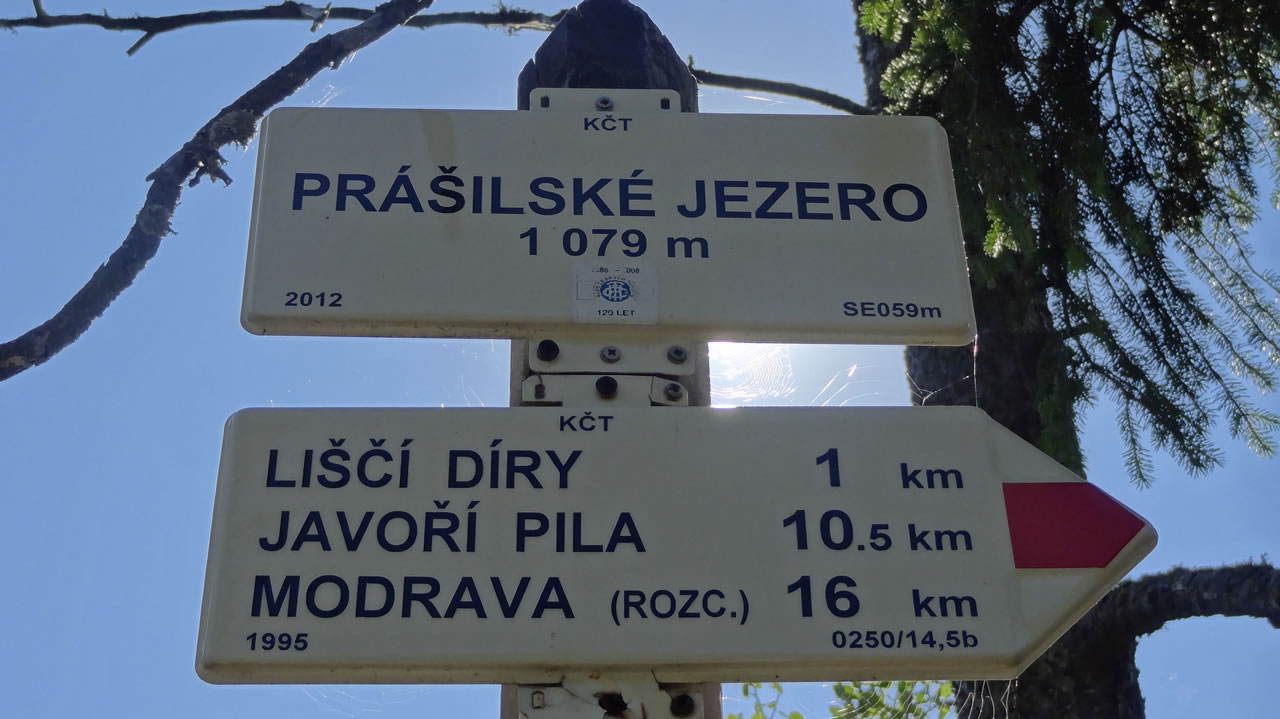 KČT
PRÁŠILSKÉ JEZERO
1 079 m
120 LET
2012
SE059m
KČT
LIŠČÍ DÍRY 1 km
JAVOŘÍ PILA 10.5 km
MODRAVA (ROZC.) 16 km
1995
0250/14,5b